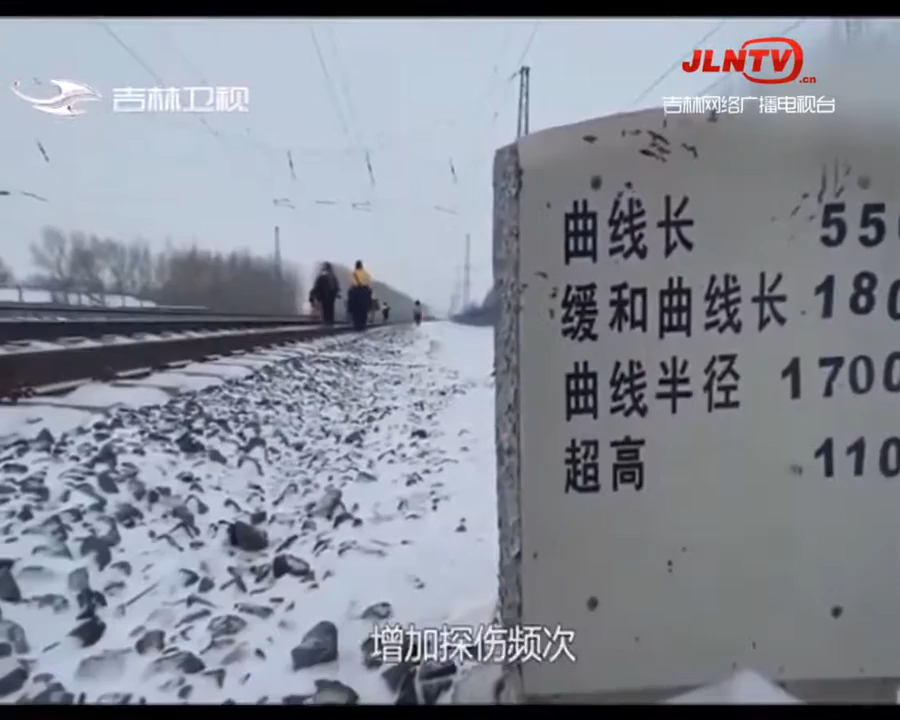 吉林卫视
JLNTV.cn
吉林网络广播电视台
曲线长 550
缓和曲线长 180
曲线半径 1700
超高 110
增加探伤频次